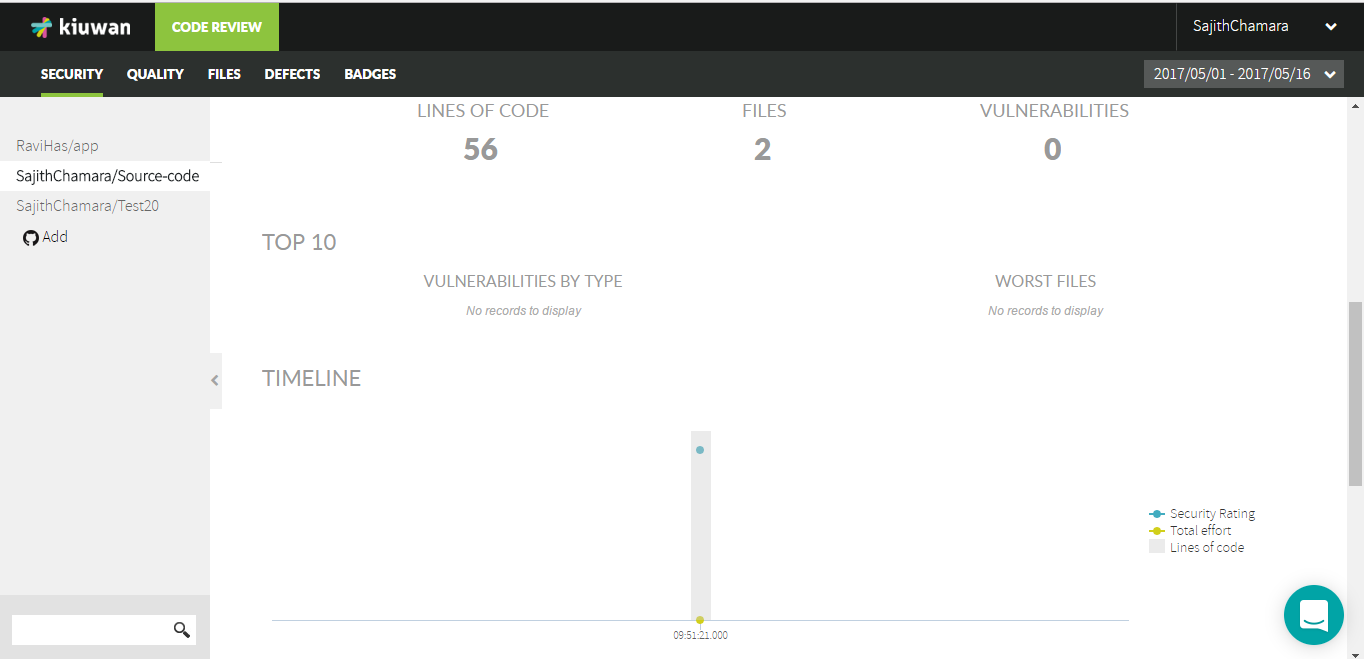 kiuwan
CODE REVIEW
SajithChamara
SECURITY QUALITY FILES DEFECTS BADGES
2017/05/01 - 2017/05/16
RaviHas/app
SajithChamara/Source-code
SajithChamara/Test20
Add
LINES OF CODE FILES VULNERABILITIES
56 2 0
TOP 10
VULNERABILITIES BY TYPE WORST FILES
No records to display No records to display
TIMELINE
Security Rating
Total effort
Lines of code
09:51:21.000